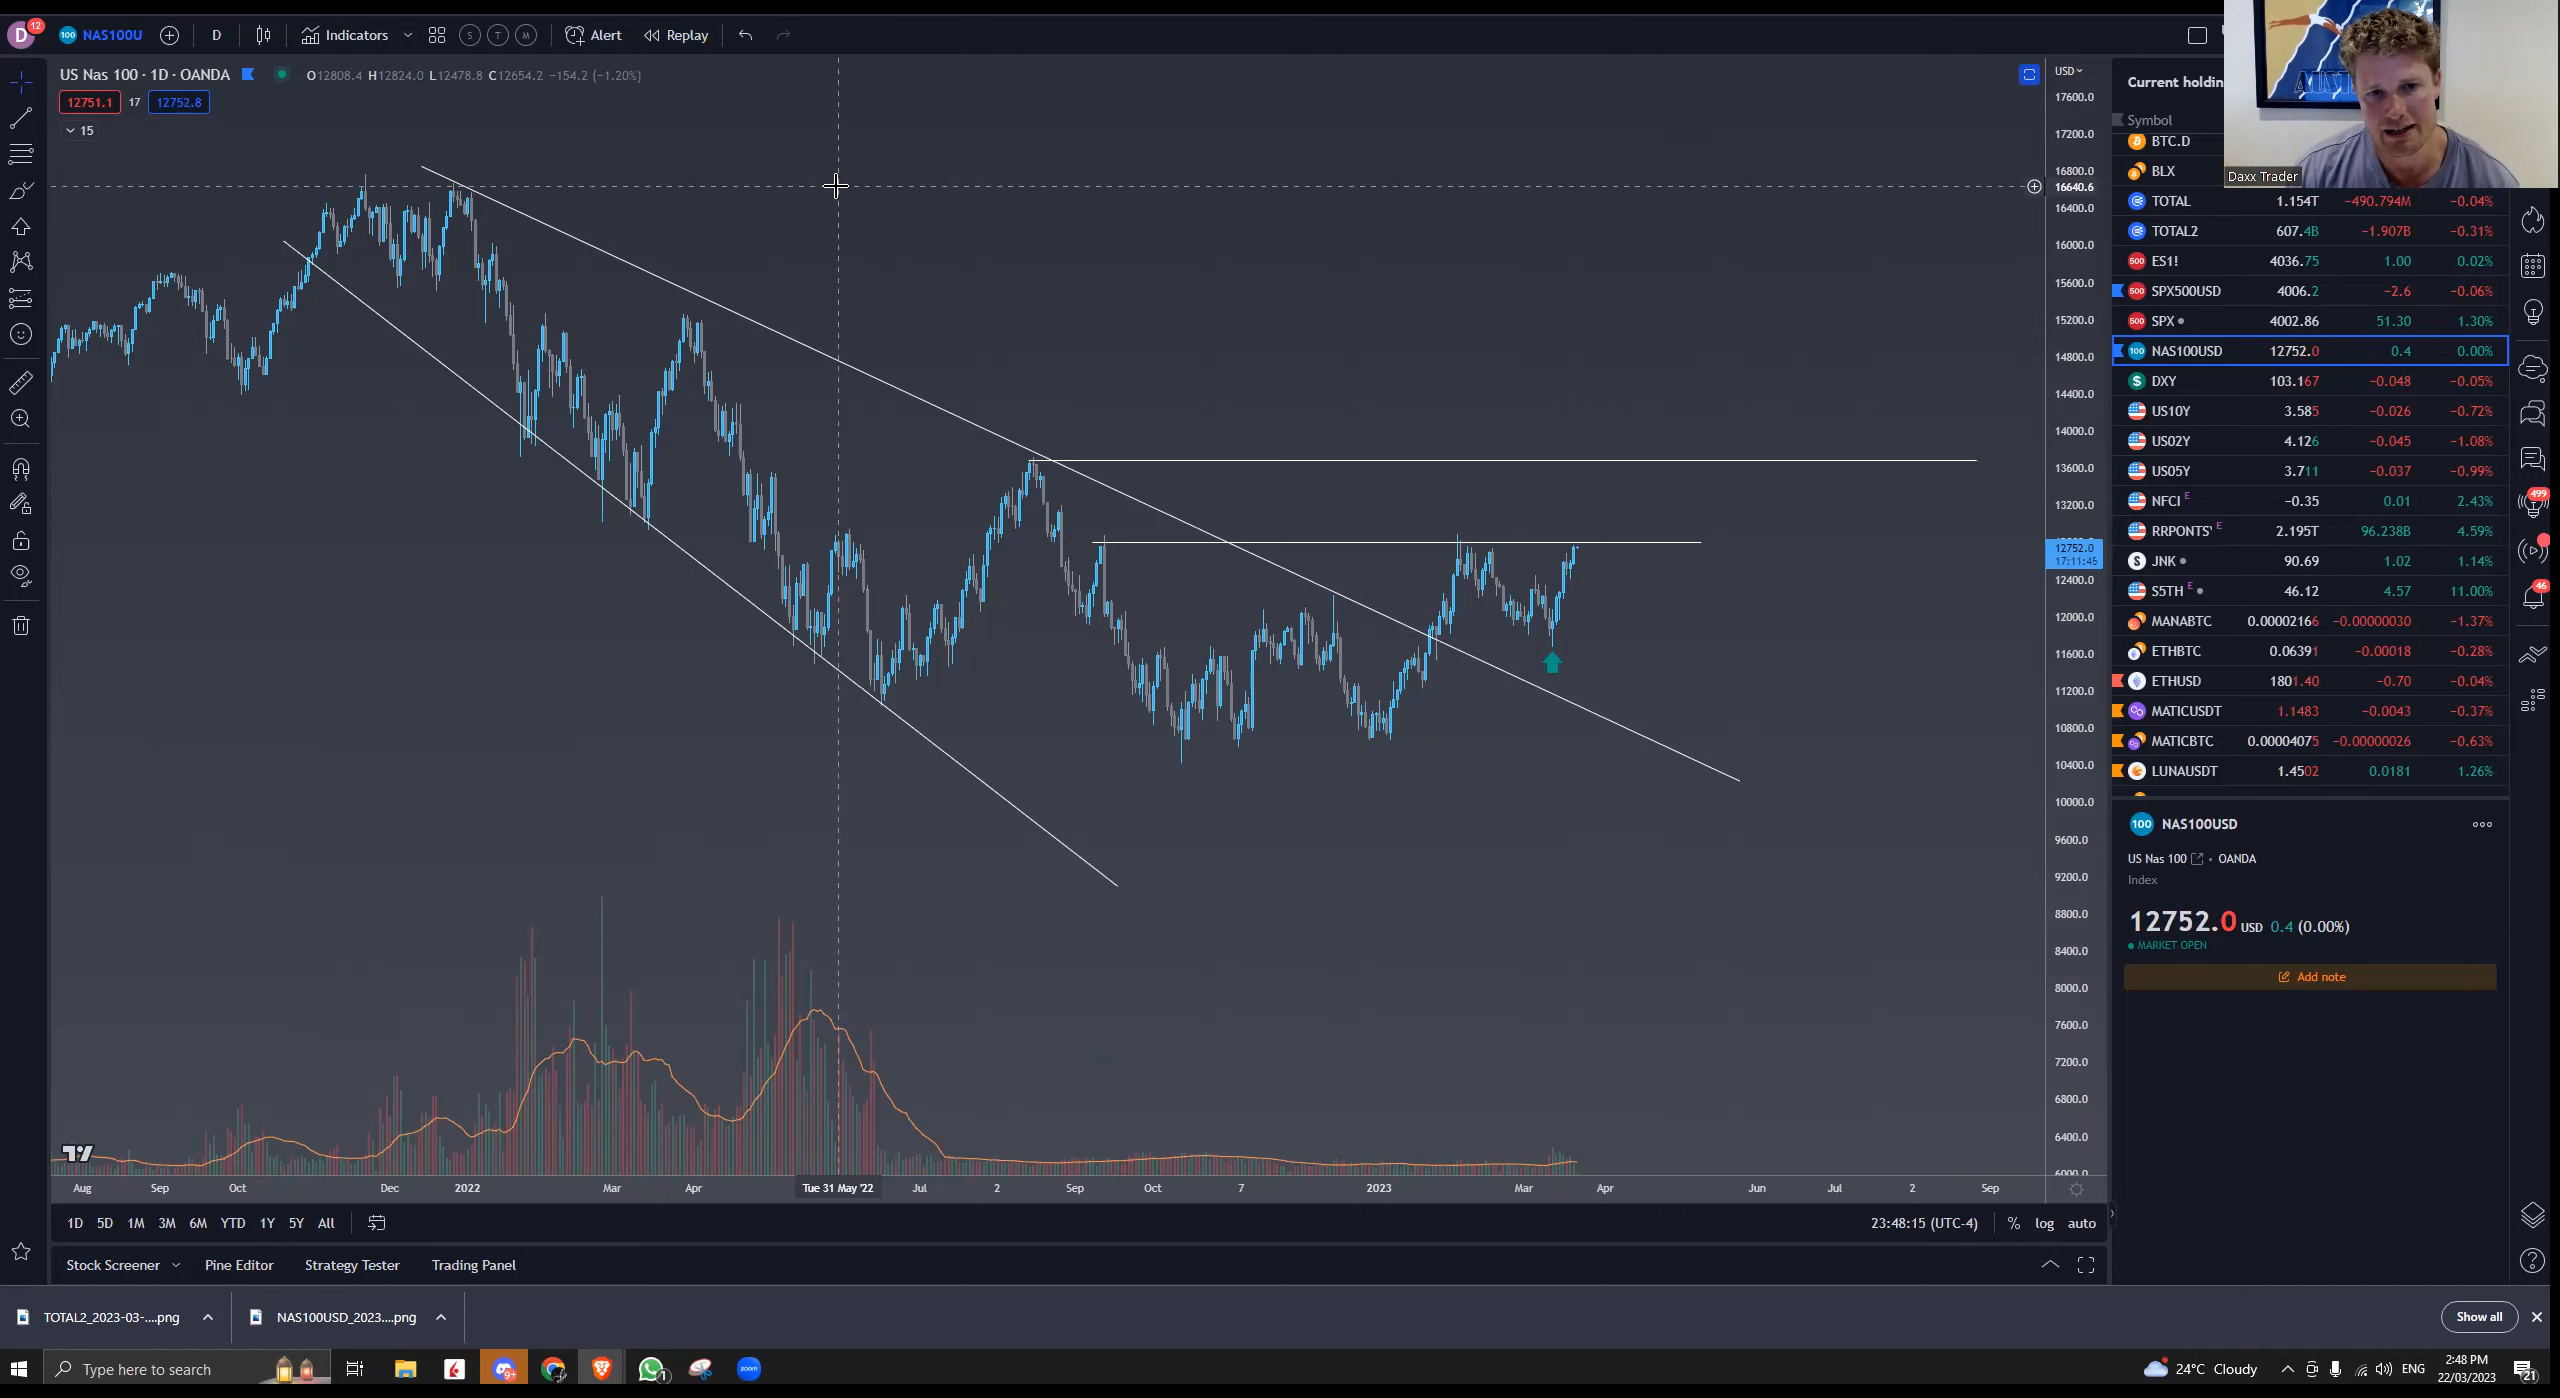 D 12 100 NAS100U D Indicators S T M Alert Replay
US Nas 100 · 1D · OANDA O12808.4 H12824.0 L12478.8 C12654.2 −154.2 (−1.20%)
12751.1 17 12752.8
15
USD
17600.0
17200.0
16800.0
16640.6
16400.0
16000.0
15600.0
15200.0
14800.0
14400.0
14000.0
13600.0
13200.0
12752.0
17:11:45
12400.0
12000.0
11600.0
11200.0
10800.0
10400.0
10000.0
9600.0
9200.0
8800.0
8400.0
8000.0
7600.0
7200.0
6800.0
6400.0
6000.0
Aug Sep Oct Dec 2022 Mar Apr Tue 31 May '22 Jul 2 Sep Oct 7 2023 Mar Apr Jun Jul 2 Sep
1D 5D 1M 3M 6M YTD 1Y 5Y All 23:48:15 (UTC-4) % log auto
Stock Screener Pine Editor Strategy Tester Trading Panel
Current holdin
Symbol
Daxx Trader
BTC.D
BLX
TOTAL 1.154T −490.794M −0.04%
TOTAL2 607.4B −1.907B −0.31%
500 ES1! 4036.75 1.00 0.02%
500 SPX500USD 4006.2 −2.6 −0.06%
500 SPX 4002.86 51.30 1.30%
100 NAS100USD 12752.0 0.4 0.00%
DXY 103.167 −0.048 −0.05%
US10Y 3.585 −0.026 −0.72%
US02Y 4.126 −0.045 −1.08%
US05Y 3.711 −0.037 −0.99%
NFCI E −0.35 0.01 2.43%
RRPONTS E 2.195T 96.238B 4.59%
JNK 90.69 1.02 1.14%
S5TH E 46.12 4.57 11.00%
MANABTC 0.00002166 −0.00000030 −1.37%
ETHBTC 0.06391 −0.00018 −0.28%
ETHUSD 1801.40 −0.70 −0.04%
MATICUSDT 1.1483 −0.0043 −0.37%
MATICBTC 0.00004075 −0.00000026 −0.63%
LUNAUSDT 1.4502 0.0181 1.26%
100 NAS100USD
US Nas 100 · OANDA
Index
12752.0 USD 0.4 (0.00%)
MARKET OPEN
Add note
499
46
TOTAL2_2023-03-....png NAS100USD_2023....png Show all
Type here to search 9+ 1 zoom 24°C Cloudy ENG
2:48 PM
22/03/2023
21